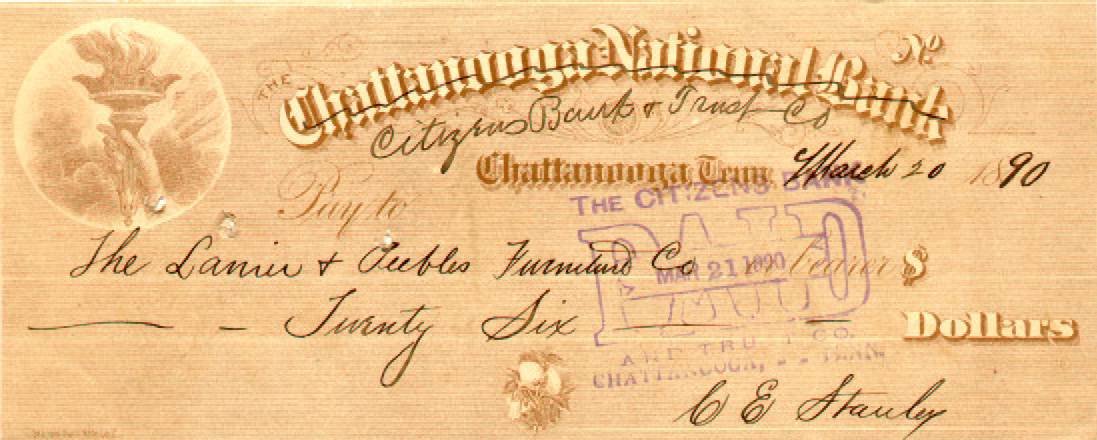 THE Chattanooga National Bank Nº
Citizens Bank & Trust Co
Chattanooga, Tenn March 20 1890
Pay to
The Lanier & Peebles Furniture Co or Bearer $
Twenty Six Dollars
THE CITIZENS BANK
PAID
MAR 21 1890
AND TRUST CO.
CHATTANOOGA, - - TENN.
C E Stanley